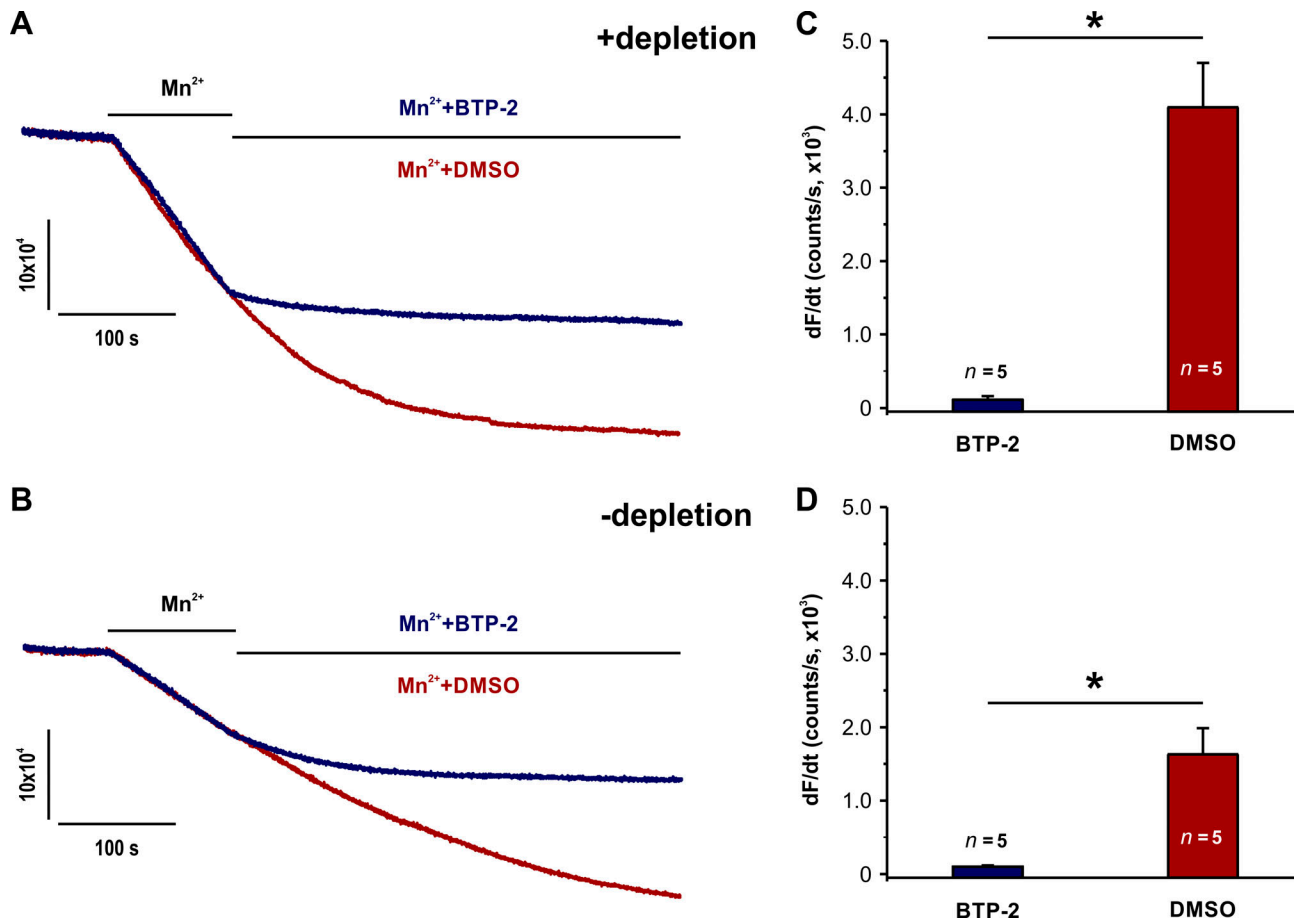 A
+depletion
Mn²⁺
Mn²⁺+BTP-2
Mn²⁺+DMSO
10x10⁴
100 s
B
-depletion
Mn²⁺
Mn²⁺+BTP-2
Mn²⁺+DMSO
10x10⁴
100 s
C
*
5.0
4.0
3.0
2.0
1.0
0
dF/dt (counts/s, x10³)
n = 5
n = 5
BTP-2
DMSO
D
*
5.0
4.0
3.0
2.0
1.0
0
dF/dt (counts/s, x10³)
n = 5
n = 5
BTP-2
DMSO